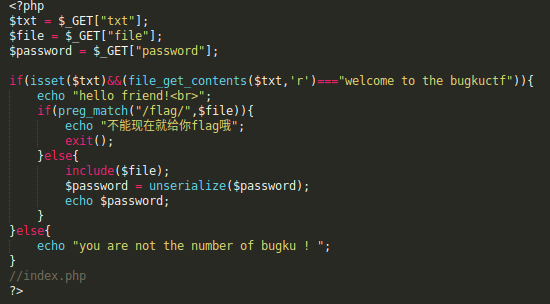 <?php
$txt = $_GET["txt"];
$file = $_GET["file"];
$password = $_GET["password"];
if(isset($txt)&&(file_get_contents($txt,'r')==="welcome to the bugkuctf")){
echo "hello friend!<br>";
if(preg_match("/flag/",$file)){
echo "不能现在就给你flag哦";
exit();
}else{
include($file);
$password = unserialize($password);
echo $password;
}
}else{
echo "you are not the number of bugku ! ";
}
//index.php
?>